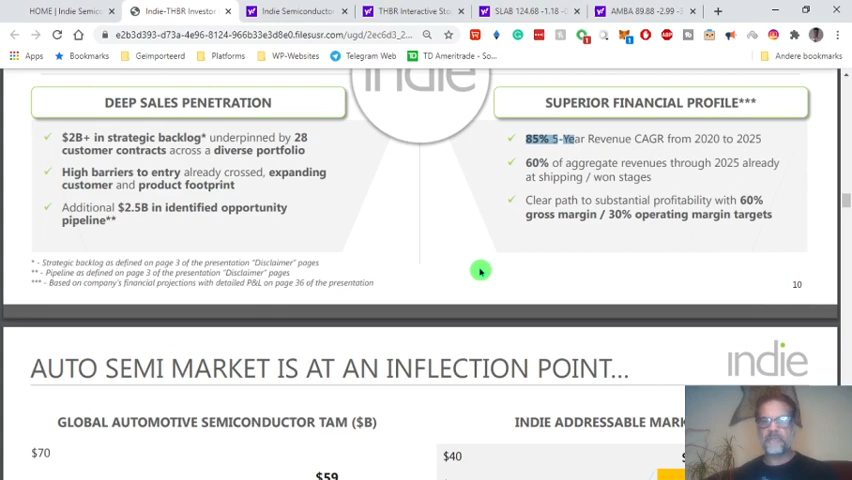 HOME | Indie Semic
Indie-THBR Investor
Indie Semiconductor
THBR Interactive Sto
SLAB 124.68 -1.18 -
AMBA 89.88 -2.99 -3
e2b3d393-d73a-4e96-8124-966b33e3d8e0.filesusr.com/ugd/2ec6d3_2...
Apps
Bookmarks
Geimporteerd
Platforms
WP-Websites
Telegram Web
TD Ameritrade - So...
Andere bookmarks
indie
DEEP SALES PENETRATION
$2B+ in strategic backlog* underpinned by 28
customer contracts across a diverse portfolio
High barriers to entry already crossed, expanding
customer and product footprint
Additional $2.5B in identified opportunity
pipeline**
SUPERIOR FINANCIAL PROFILE***
85% 5-Year Revenue CAGR from 2020 to 2025
60% of aggregate revenues through 2025 already
at shipping / won stages
Clear path to substantial profitability with 60%
gross margin / 30% operating margin targets
* - Strategic backlog as defined on page 3 of the presentation "Disclaimer" pages
** - Pipeline as defined on page 3 of the presentation "Disclaimer" pages
*** - Based on company's financial projections with detailed P&L on page 36 of the presentation
10
AUTO SEMI MARKET IS AT AN INFLECTION POINT...
indie
GLOBAL AUTOMOTIVE SEMICONDUCTOR TAM ($B)
INDIE ADDRESSABLE MARK
$70
$59
$40